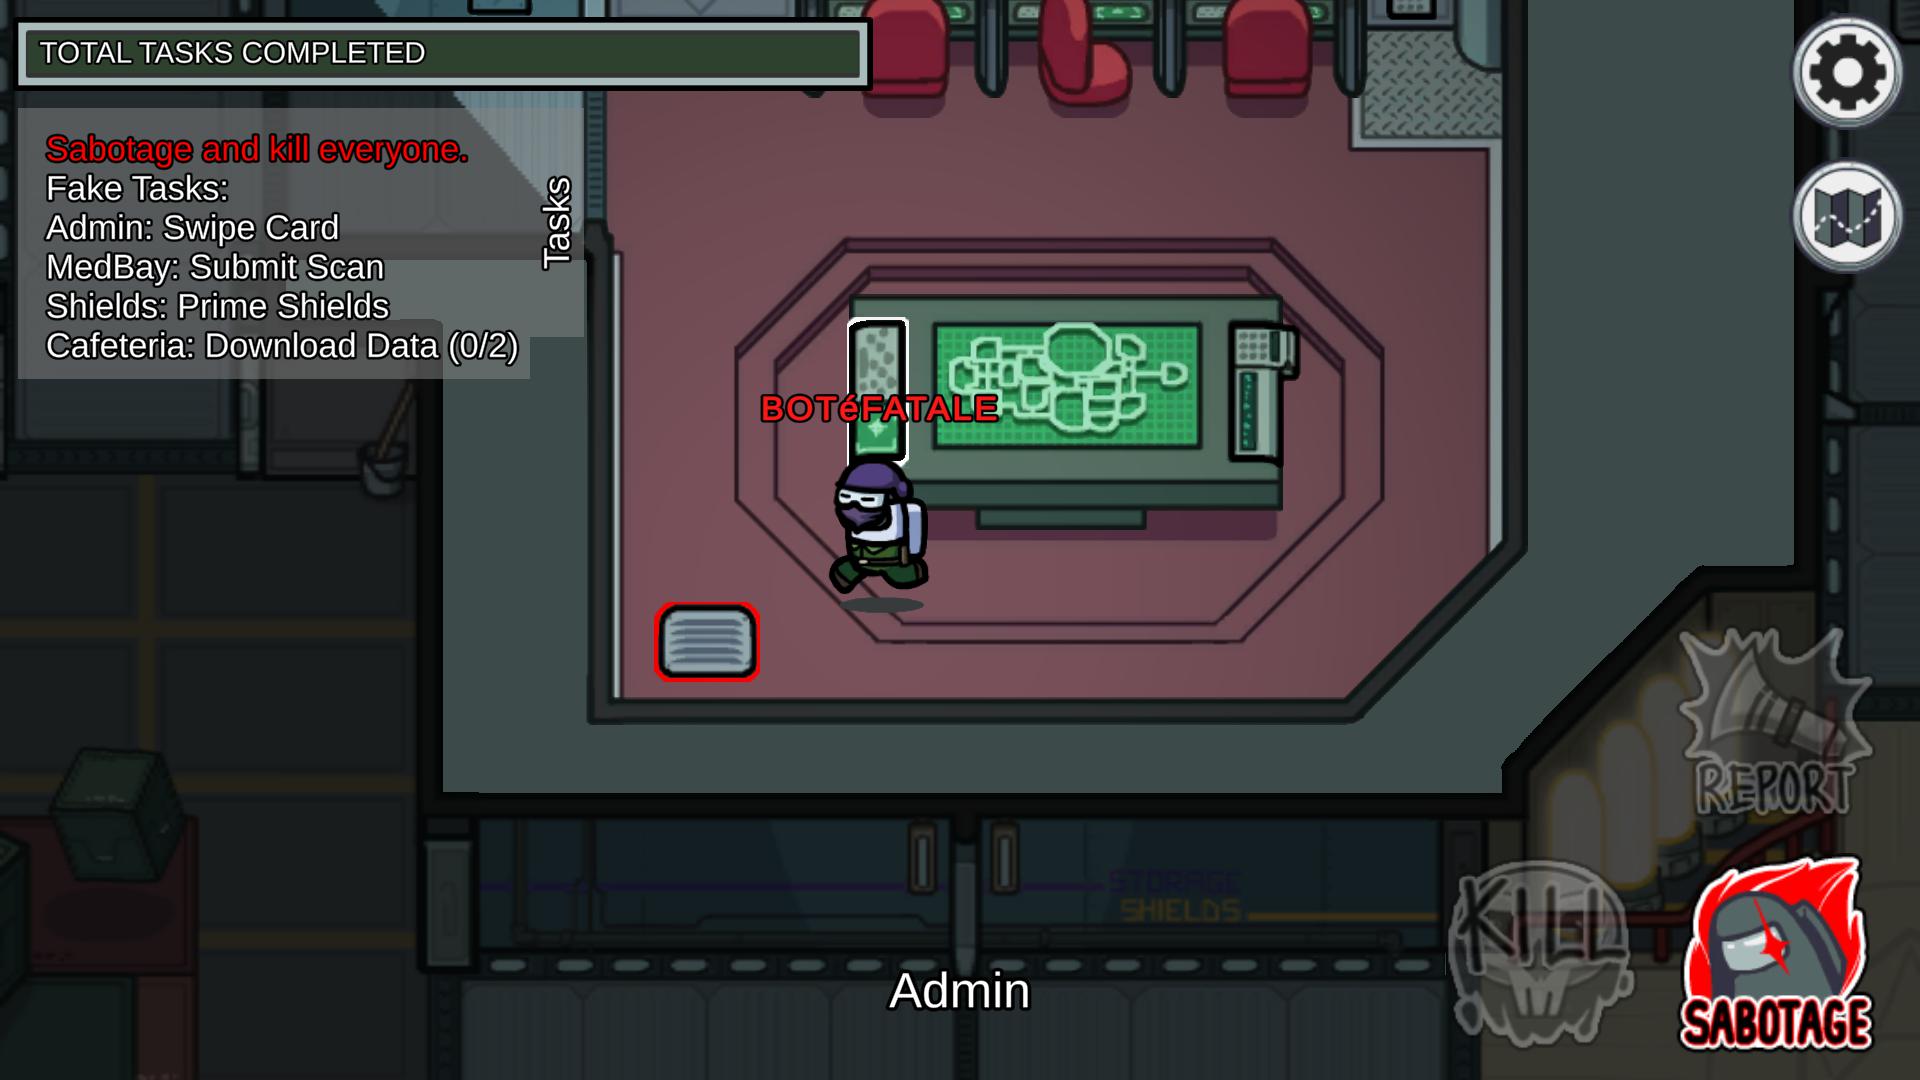 TOTAL TASKS COMPLETED
Sabotage and kill everyone.
Fake Tasks:
Admin: Swipe Card
MedBay: Submit Scan
Shields: Prime Shields
Cafeteria: Download Data (0/2)
Tasks
BOTéFATALE
REPORT
STORAGE
SHIELDS
KILL
SABOTAGE
Admin